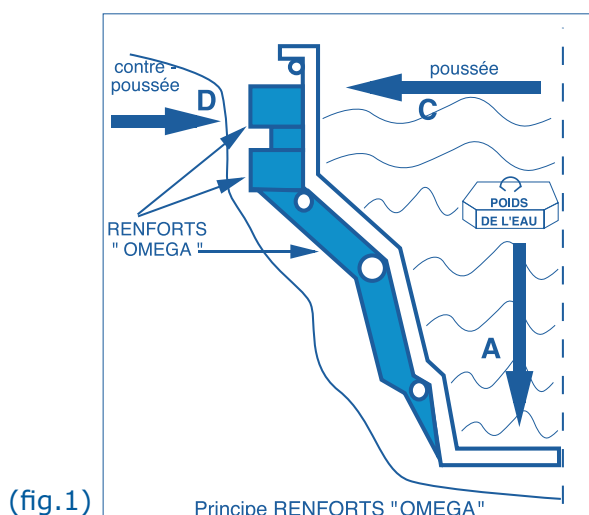 contre -
poussée
D
poussée
C
POIDS
DE L'EAU
RENFORTS
" OMEGA "
A
(fig.1)
Principe RENFORTS "OMEGA"